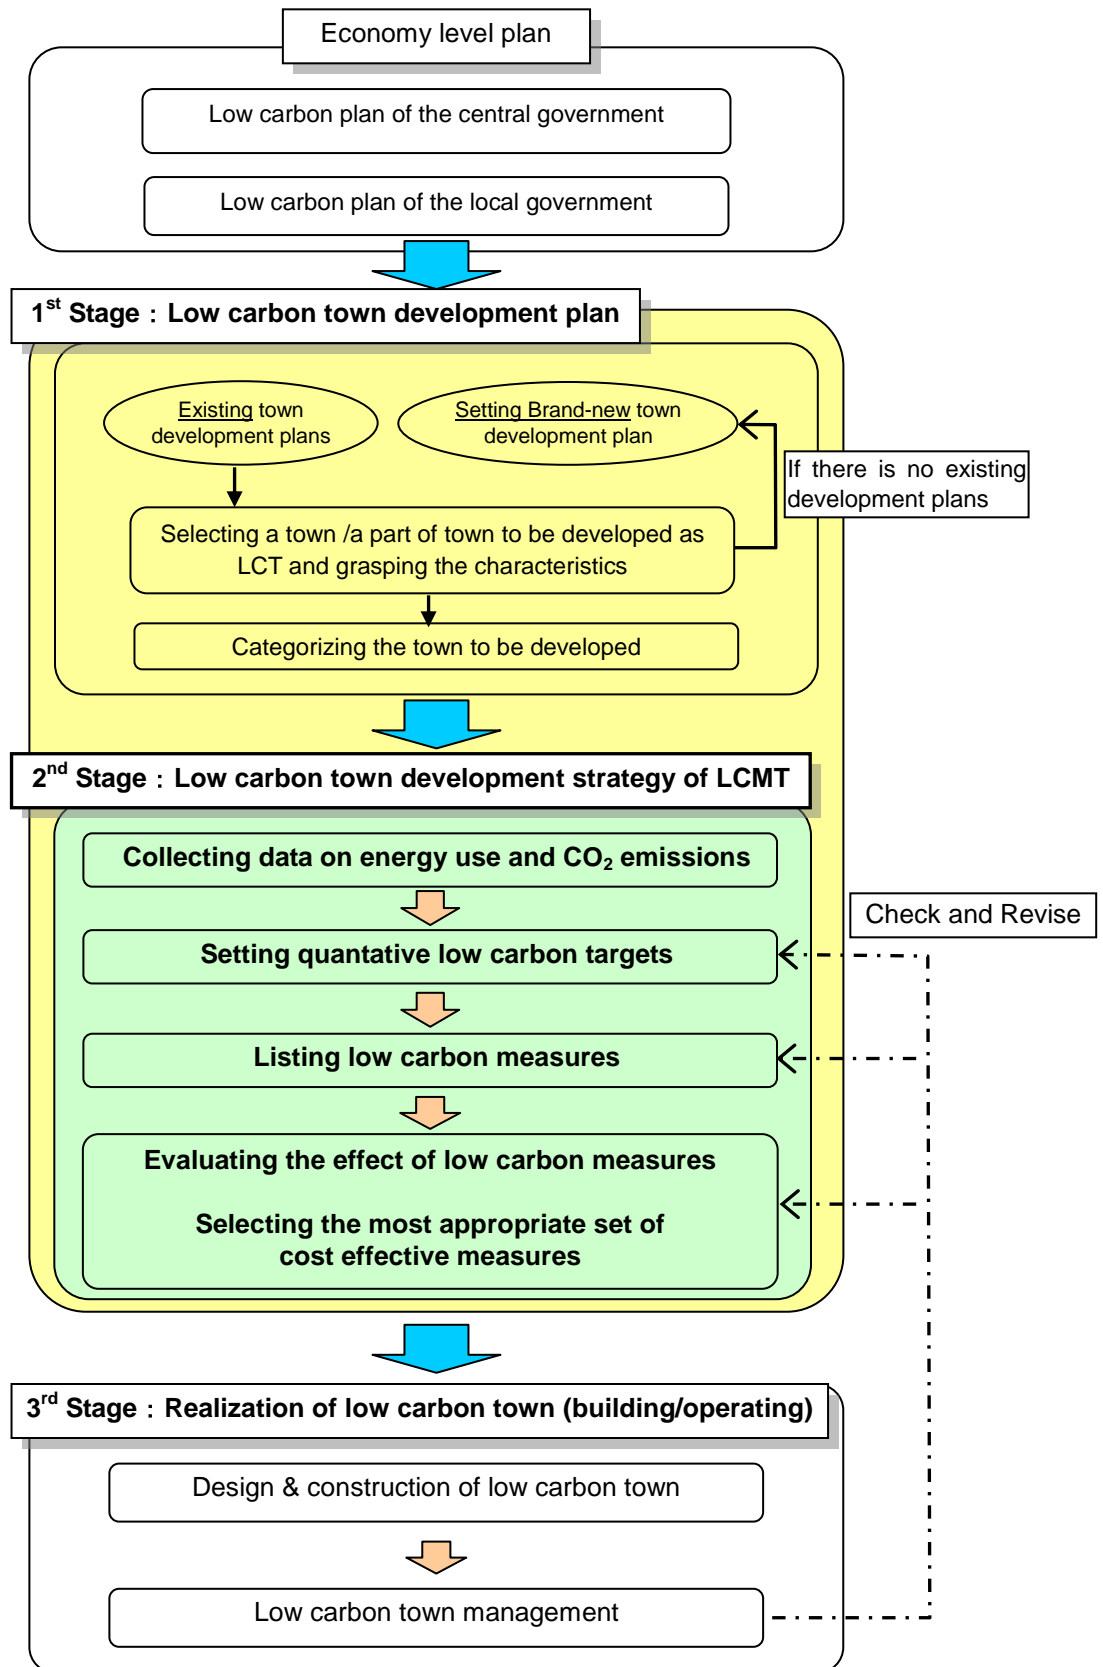 Economy level plan
Low carbon plan of the central government
Low carbon plan of the local government
1st Stage : Low carbon town development plan
Existing town
development plans
Setting Brand-new town
development plan
If there is no existing
development plans
Selecting a town /a part of town to be developed as
LCT and grasping the characteristics
Categorizing the town to be developed
2nd Stage : Low carbon town development strategy of LCMT
Collecting data on energy use and CO₂ emissions
Check and Revise
Setting quantative low carbon targets
Listing low carbon measures
Evaluating the effect of low carbon measures
Selecting the most appropriate set of
cost effective measures
3rd Stage : Realization of low carbon town (building/operating)
Design & construction of low carbon town
Low carbon town management